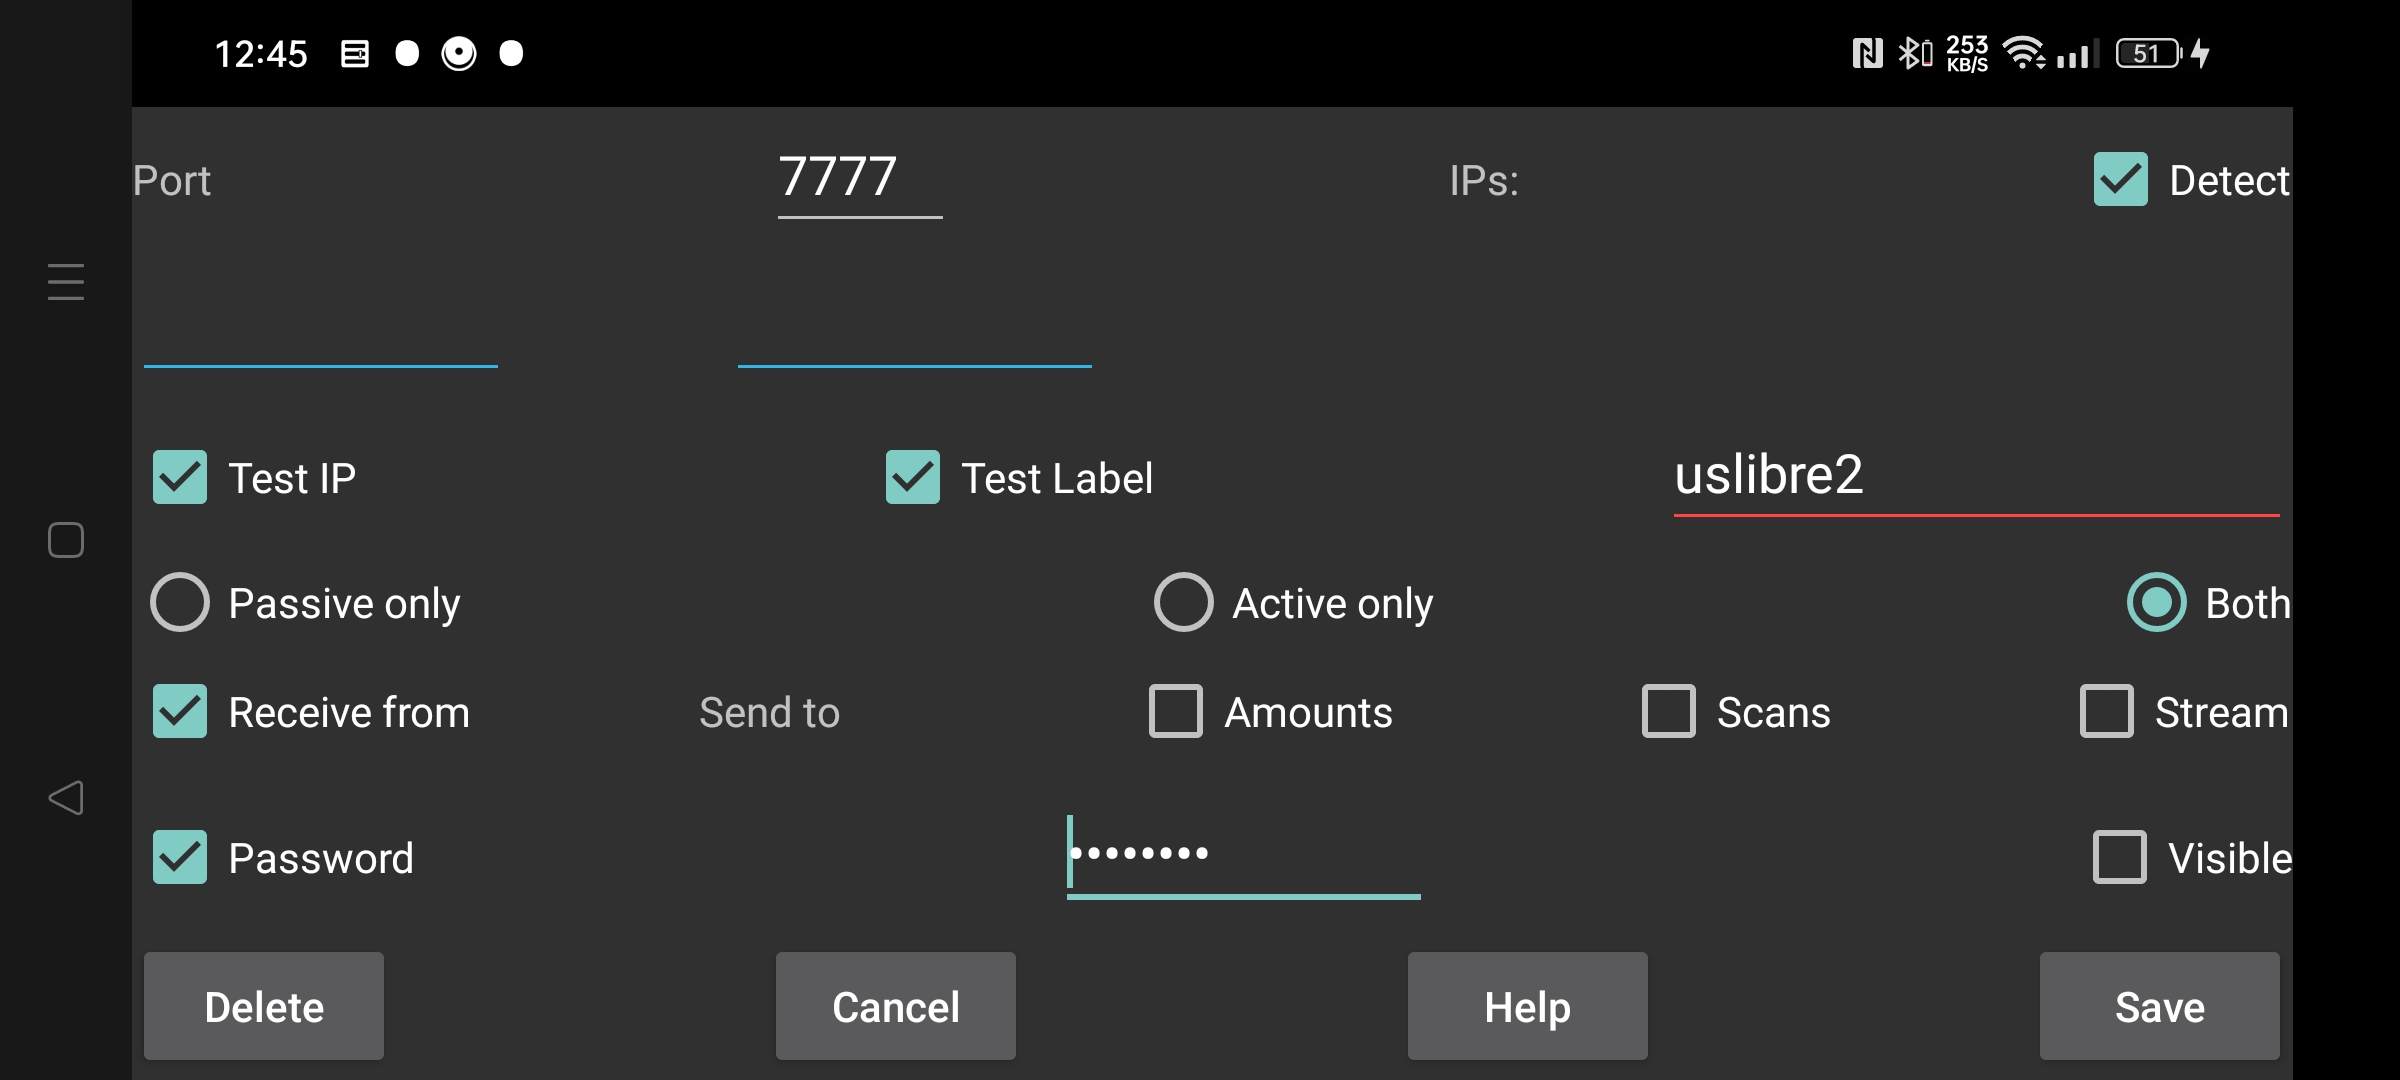 12:45 253 KB/S 51
Port 7777 IPs: Detect
Test IP Test Label uslibre2
Passive only Active only Both
Receive from Send to Amounts Scans Stream
Password •••••••• Visible
Delete Cancel Help Save